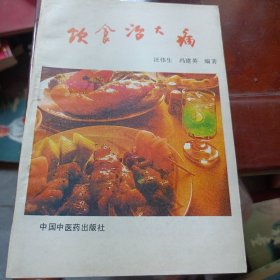 饮食治大病
汪伟生 冯建英 编著
中国中医药出版社